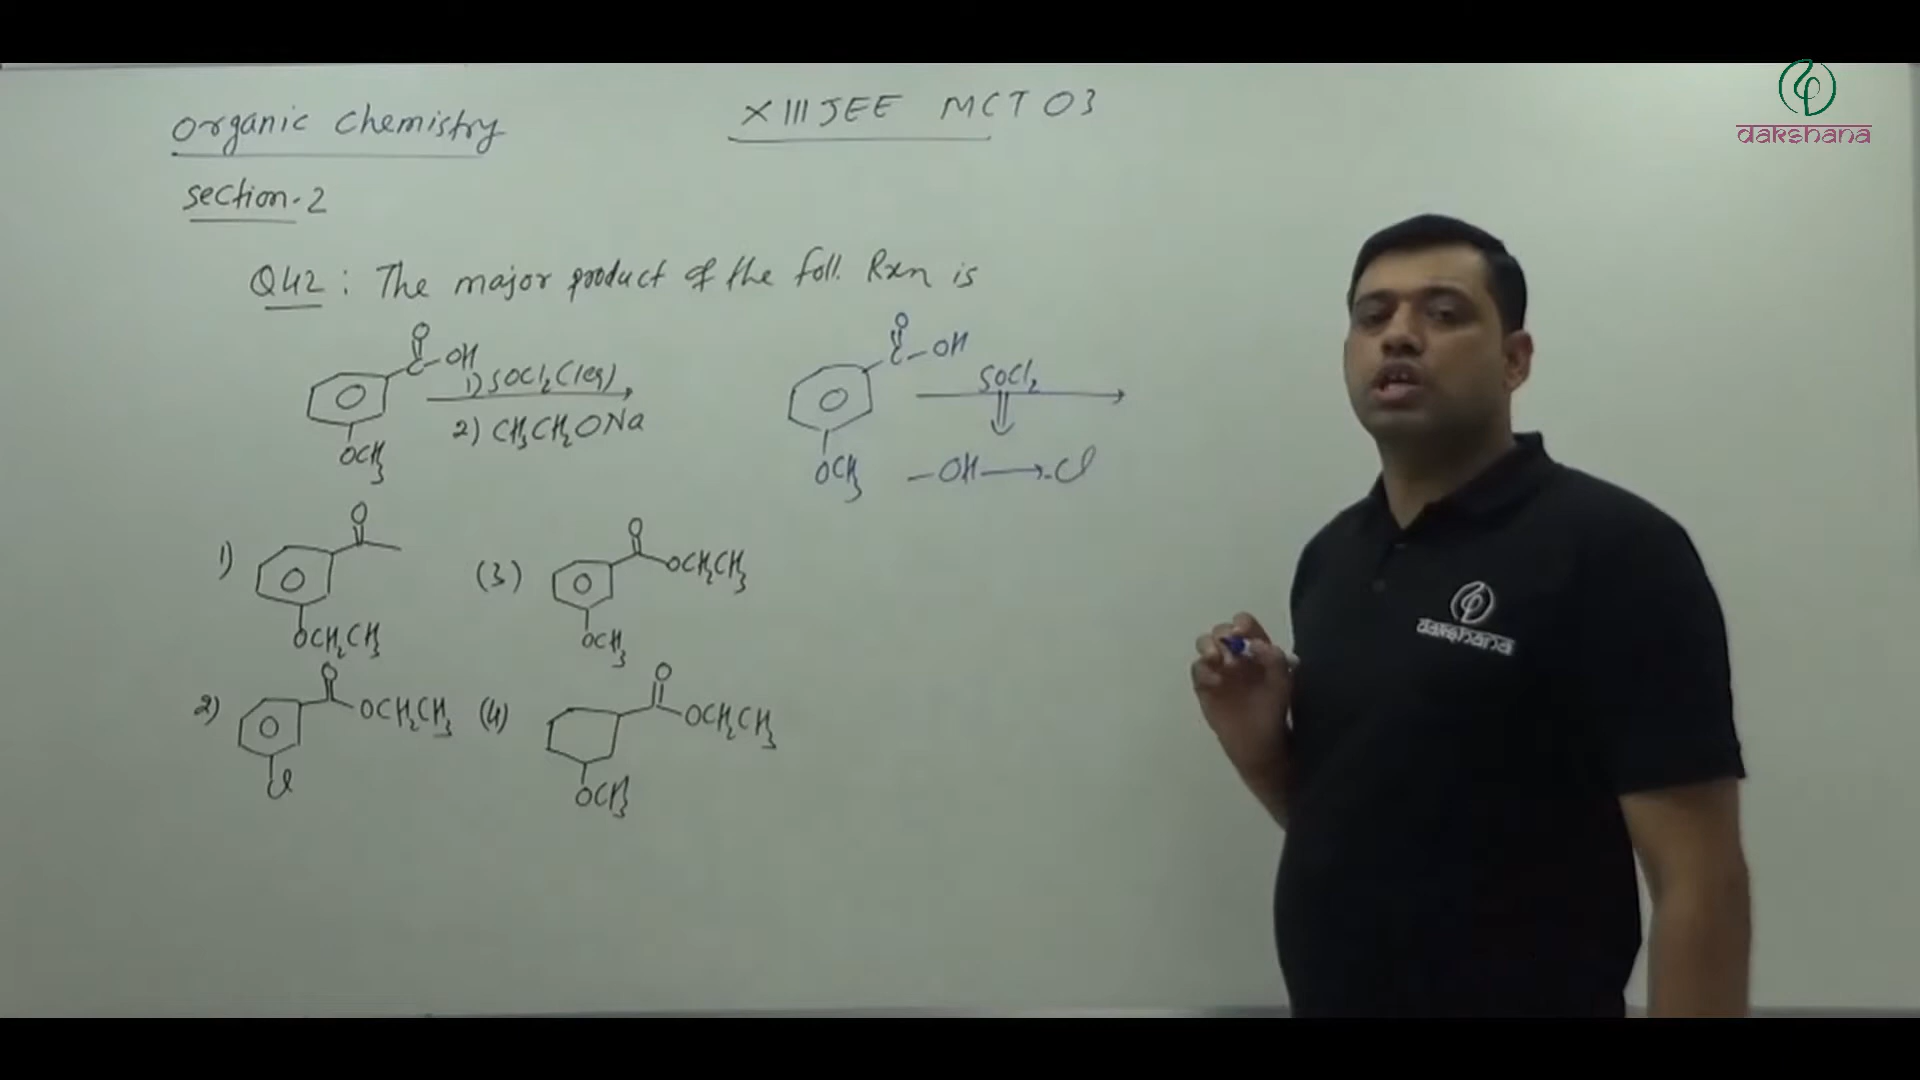 dakshana
Organic Chemistry
XIII JEE MCT 03
Section-2
Q42 : The major product of the foll. Rxn is
O
C-OH
OCH3
1) SOCl2 (1eq)
2) CH3CH2ONa
O
C-OH
OCH3
SOCl2
-OH → -Cl
1)
O
OCH2CH3
(3)
O
OCH2CH3
OCH3
2)
O
OCH2CH3
Cl
(4)
O
OCH2CH3
OCH3
dakshana